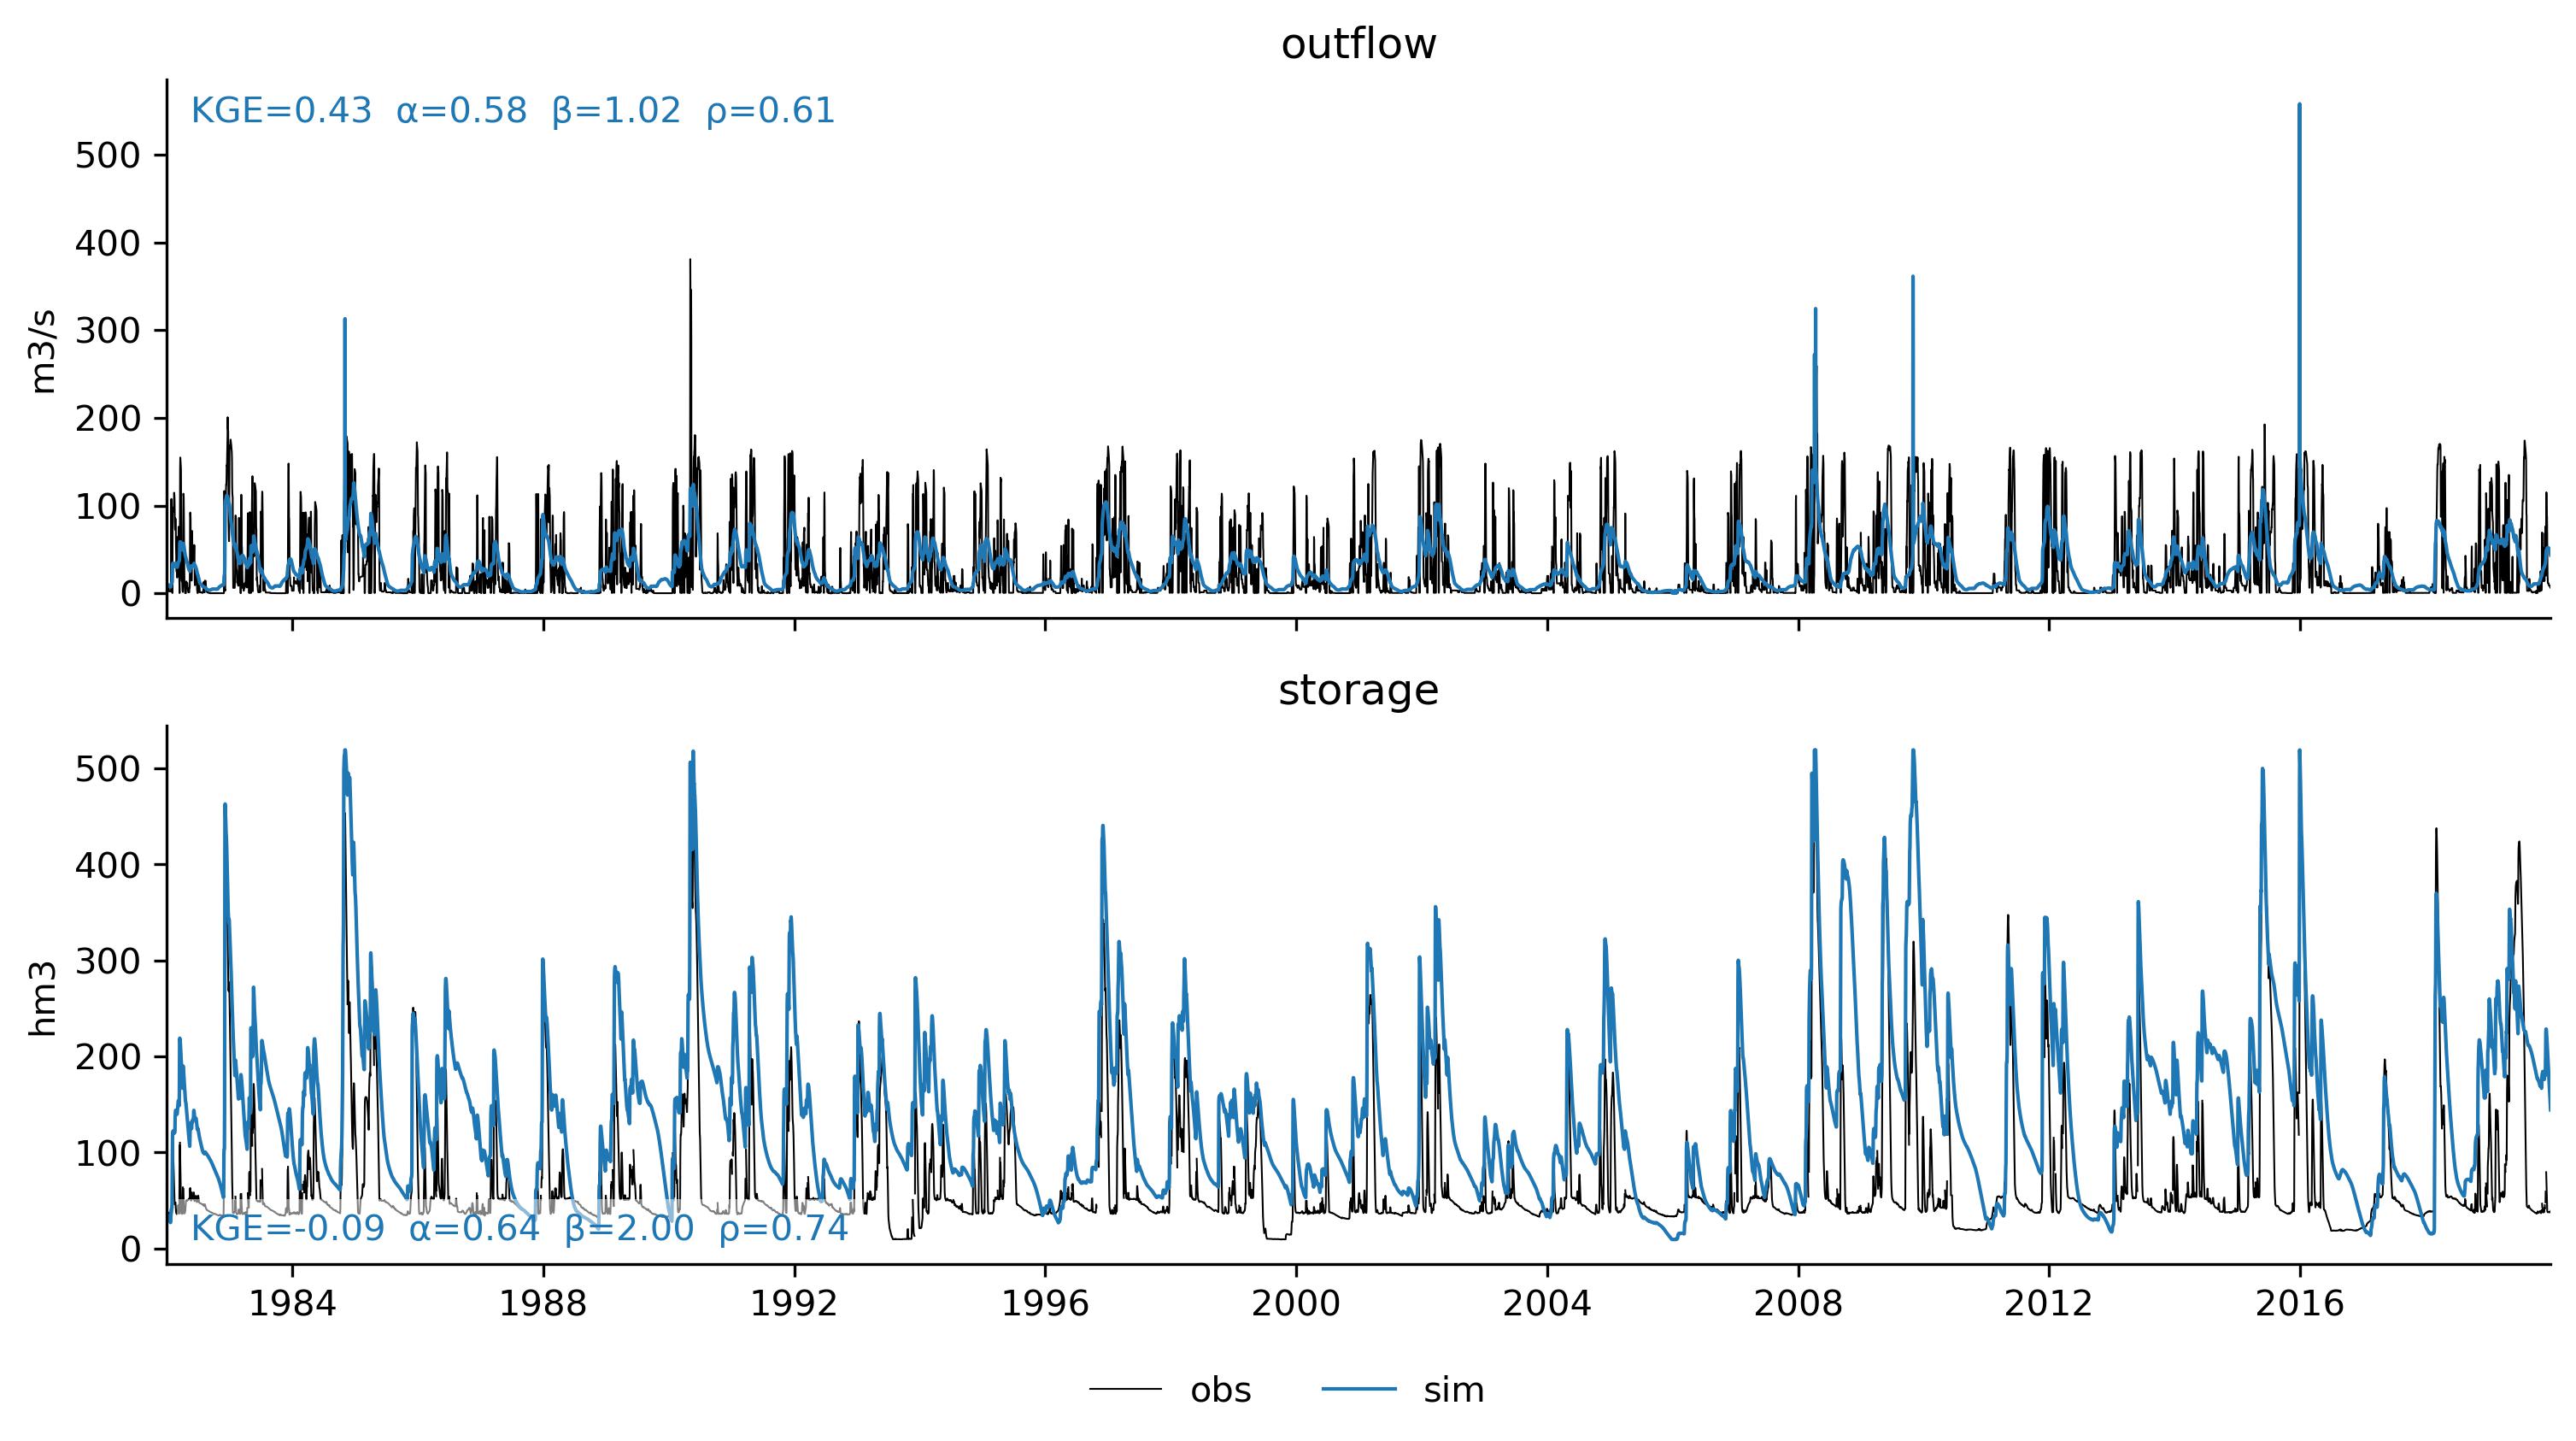 outflow
KGE=0.43 α=0.58 β=1.02 ρ=0.61
m3/s
500
400
300
200
100
0
storage
hm3
500
400
300
200
100
0
KGE=-0.09 α=0.64 β=2.00 ρ=0.74
1984 1988 1992 1996 2000 2004 2008 2012 2016
obs sim